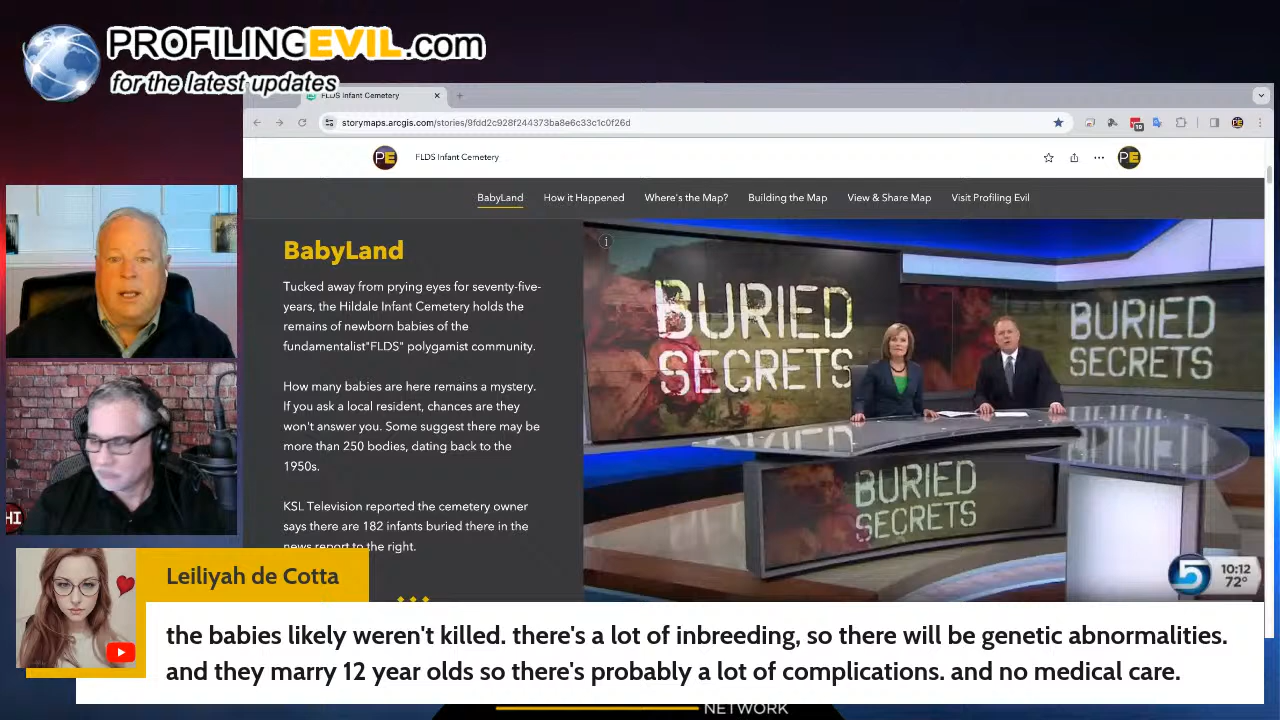 PROFILINGEVIL.com
for the latest updates
FLDS Infant Cemetery
storymaps.arcgis.com/stories/9fdd2c928f244373ba8e6c33c1c0f26d
PE
FLDS Infant Cemetery
PE
BabyLand How it Happened Where's the Map? Building the Map View & Share Map Visit Profiling Evil
BabyLand
Tucked away from prying eyes for seventy-five-
years, the Hildale Infant Cemetery holds the
remains of newborn babies of the
fundamentalist"FLDS" polygamist community.
How many babies are here remains a mystery.
If you ask a local resident, chances are they
won't answer you. Some suggest there may be
more than 250 bodies, dating back to the
1950s.
KSL Television reported the cemetery owner
says there are 182 infants buried there in the
news report to the right.
BURIED
SECRETS
BURIED
SECRETS
BURIED
SECRETS
5
10:12
72°
HI
Leiliyah de Cotta
the babies likely weren't killed. there's a lot of inbreeding, so there will be genetic abnormalities.
and they marry 12 year olds so there's probably a lot of complications. and no medical care.
NETWORK